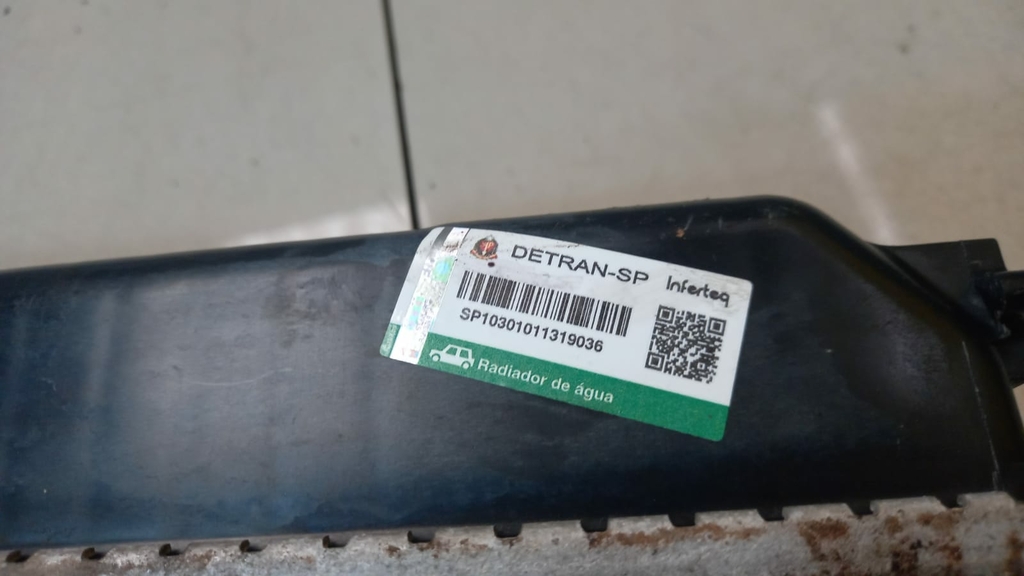 DETRAN-SP
Inferteq
SP10301011319036
Radiador de água